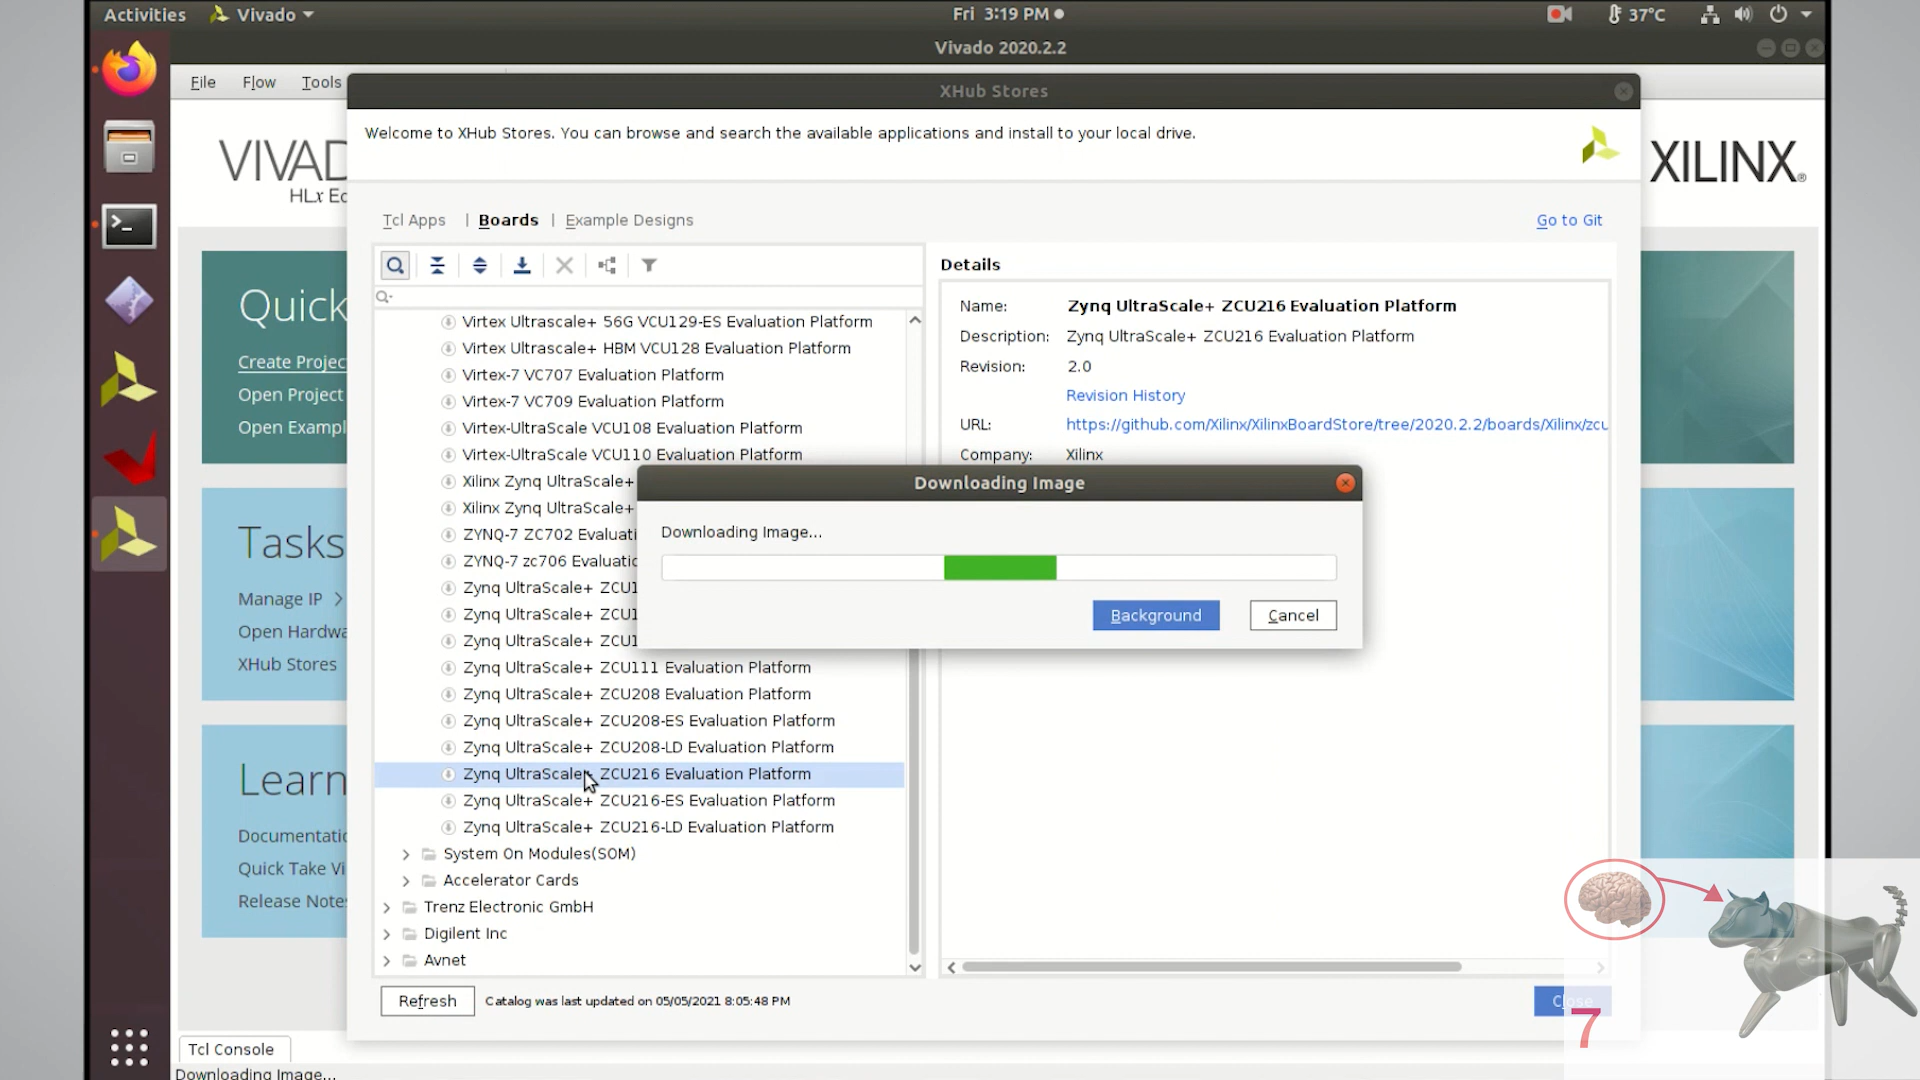 Activities
Vivado
Fri 3:19 PM
37°C
Vivado 2020.2.2
File Flow Tools
XHub Stores
Welcome to XHub Stores. You can browse and search the available applications and install to your local drive.
VIVAD
HLx Ed
XILINX®
Tcl Apps | Boards | Example Designs
Go to Git
Details
Name: Zynq UltraScale+ ZCU216 Evaluation Platform
Description: Zynq UltraScale+ ZCU216 Evaluation Platform
Revision: 2.0
Revision History
URL: https://github.com/Xilinx/XilinxBoardStore/tree/2020.2.2/boards/Xilinx/zcu
Company: Xilinx
Virtex Ultrascale+ 56G VCU129-ES Evaluation Platform
Virtex Ultrascale+ HBM VCU128 Evaluation Platform
Virtex-7 VC707 Evaluation Platform
Virtex-7 VC709 Evaluation Platform
Virtex-UltraScale VCU108 Evaluation Platform
Virtex-UltraScale VCU110 Evaluation Platform
Xilinx Zynq UltraScale+
Xilinx Zynq UltraScale+
ZYNQ-7 ZC702 Evaluati
ZYNQ-7 zc706 Evaluatio
Zynq UltraScale+ ZCU1
Zynq UltraScale+ ZCU1
Zynq UltraScale+ ZCU1
Zynq UltraScale+ ZCU111 Evaluation Platform
Zynq UltraScale+ ZCU208 Evaluation Platform
Zynq UltraScale+ ZCU208-ES Evaluation Platform
Zynq UltraScale+ ZCU208-LD Evaluation Platform
Zynq UltraScale+ ZCU216 Evaluation Platform
Zynq UltraScale+ ZCU216-ES Evaluation Platform
Zynq UltraScale+ ZCU216-LD Evaluation Platform
System On Modules(SOM)
Accelerator Cards
Trenz Electronic GmbH
Digilent Inc
Avnet
Downloading Image
Downloading Image...
Background Cancel
Quick
Create Projec
Open Project
Open Exampl
Tasks
Manage IP >
Open Hardwa
XHub Stores
Learn
Documentatio
Quick Take Vi
Release Notes
Refresh
Catalog was last updated on 05/05/2021 8:05:48 PM
Close
7
Tcl Console
Downloading Image...